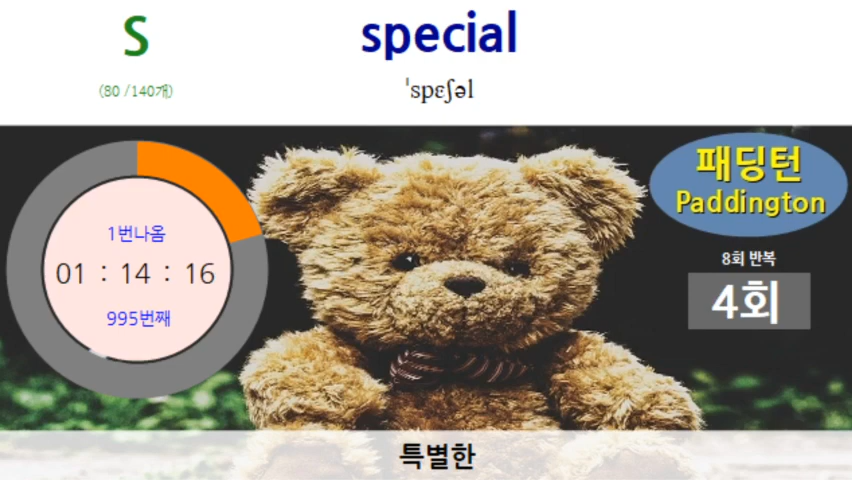 S
special
(80 /140개)
ˈspɛʃəl
패딩턴
Paddington
1번나옴
01 : 14 : 16
995번째
8회 반복
4회
특별한